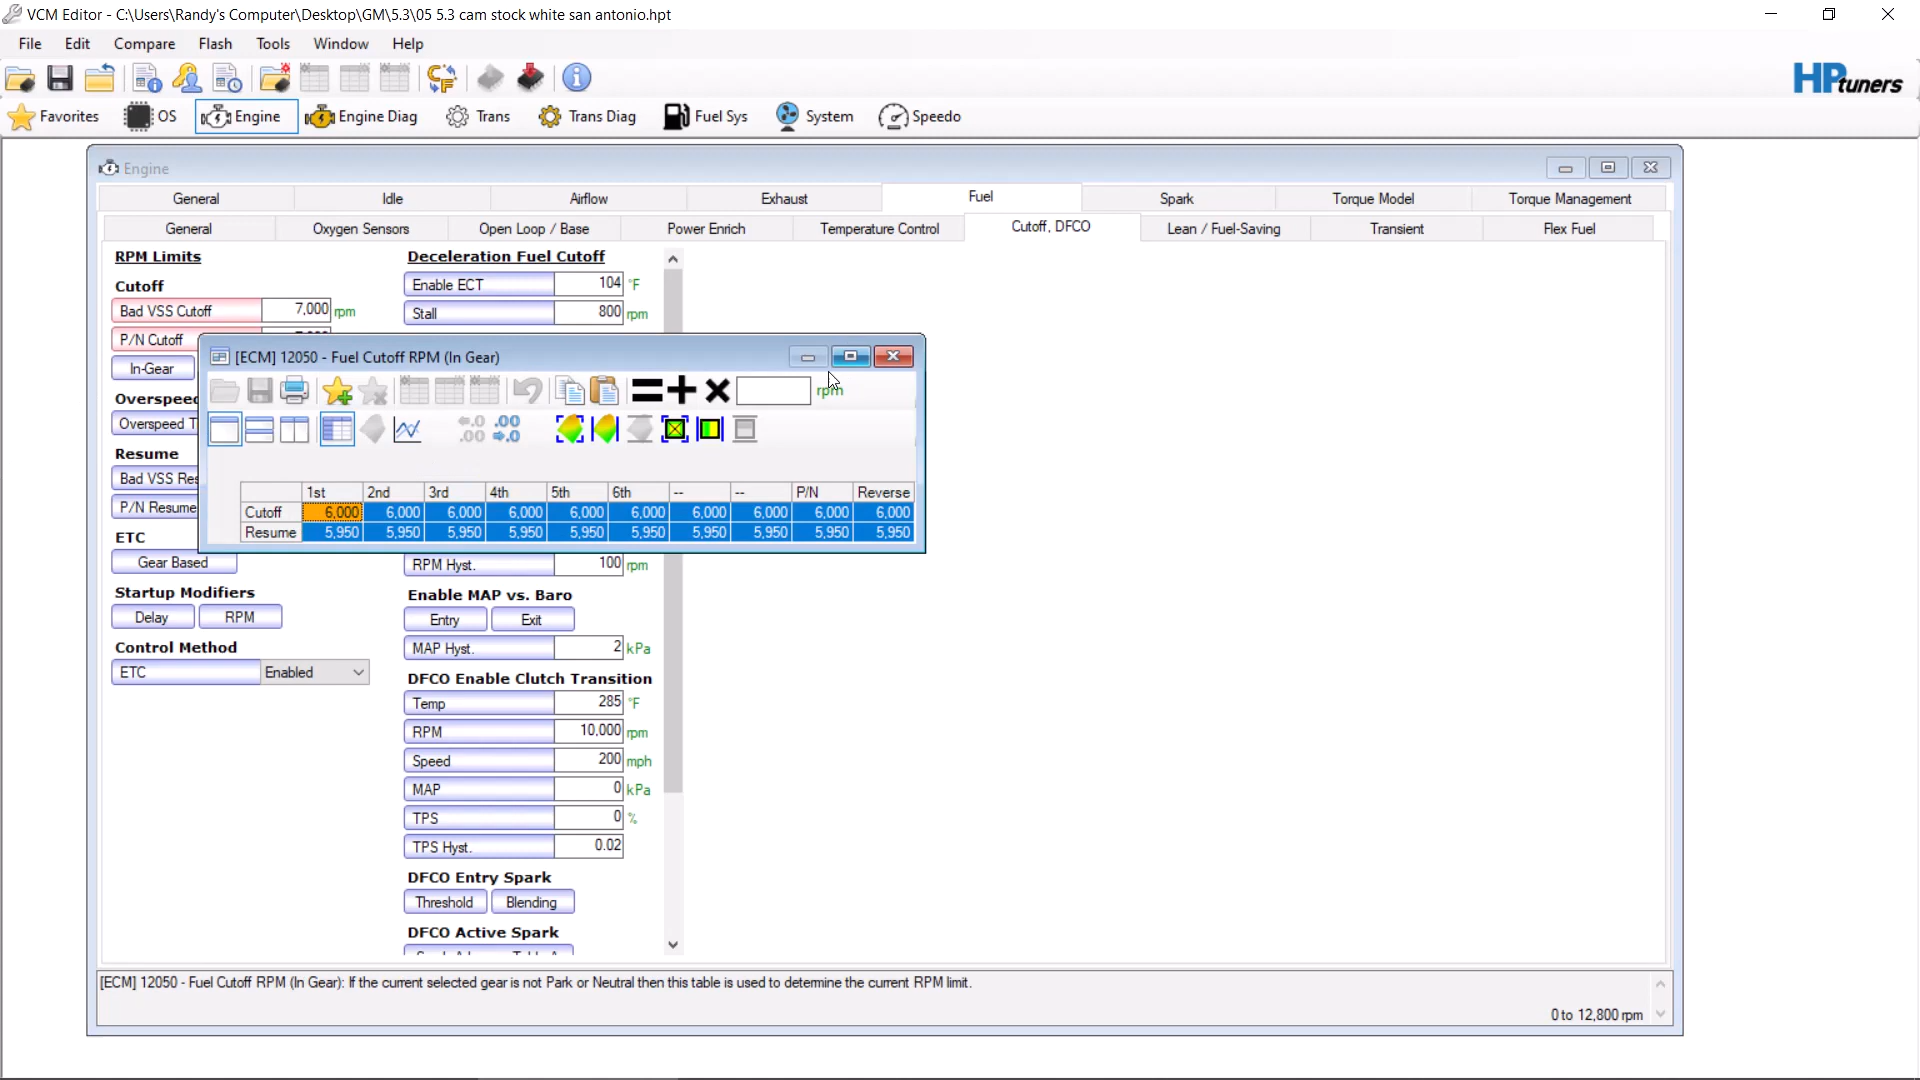 VCM Editor - C:\Users\Randy's Computer\Desktop\GM\5.3\05 5.3 cam stock white san antonio.hpt
File Edit Compare Flash Tools Window Help
HPtuners
Favorites OS Engine Engine Diag Trans Trans Diag Fuel Sys System Speedo
Engine
General Idle Airflow Exhaust Fuel Spark Torque Model Torque Management
General Oxygen Sensors Open Loop / Base Power Enrich Temperature Control Cutoff, DFCO Lean / Fuel-Saving Transient Flex Fuel
RPM Limits
Cutoff
Bad VSS Cutoff 7,000 rpm
P/N Cutoff
In-Gear
Overspeed
Overspeed T
Resume
Bad VSS Res
P/N Resume
ETC
Gear Based
Startup Modifiers
Delay RPM
Control Method
ETC Enabled
Deceleration Fuel Cutoff
Enable ECT 104 °F
Stall 800 rpm
[ECM] 12050 - Fuel Cutoff RPM (In Gear)
rpm
1st 2nd 3rd 4th 5th 6th -- -- P/N Reverse
Cutoff 6,000 6,000 6,000 6,000 6,000 6,000 6,000 6,000 6,000 6,000
Resume 5,950 5,950 5,950 5,950 5,950 5,950 5,950 5,950 5,950 5,950
RPM Hyst. 100 rpm
Enable MAP vs. Baro
Entry Exit
MAP Hyst. 2 kPa
DFCO Enable Clutch Transition
Temp 285 °F
RPM 10,000 rpm
Speed 200 mph
MAP 0 kPa
TPS 0 %
TPS Hyst. 0.02
DFCO Entry Spark
Threshold Blending
DFCO Active Spark
[ECM] 12050 - Fuel Cutoff RPM (In Gear): If the current selected gear is not Park or Neutral then this table is used to determine the current RPM limit.
0 to 12,800 rpm